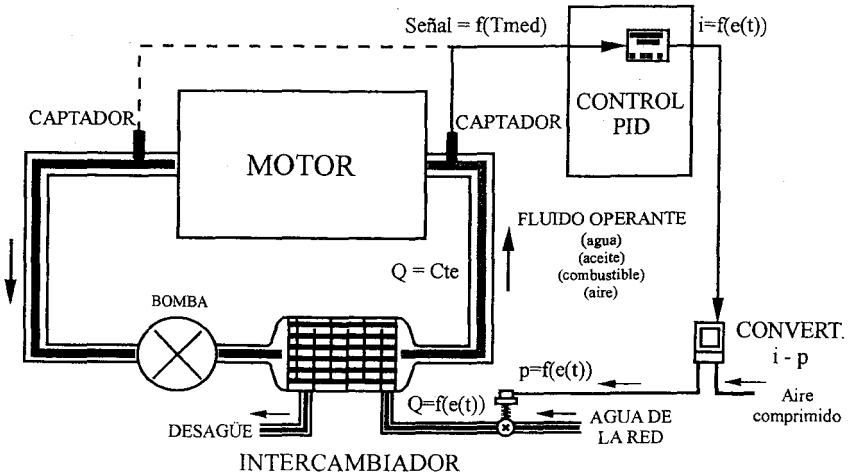 Señal = f(Tmed)
i=f(e(t))
CAPTADOR
MOTOR
CAPTADOR
CONTROL
PID
FLUIDO OPERANTE
(agua)
(aceite)
(combustible)
(aire)
Q = Cte
BOMBA
CONVERT.
i - p
p=f(e(t))
Q=f(e(t))
Aire
comprimido
DESAGÜE
AGUA DE
LA RED
INTERCAMBIADOR